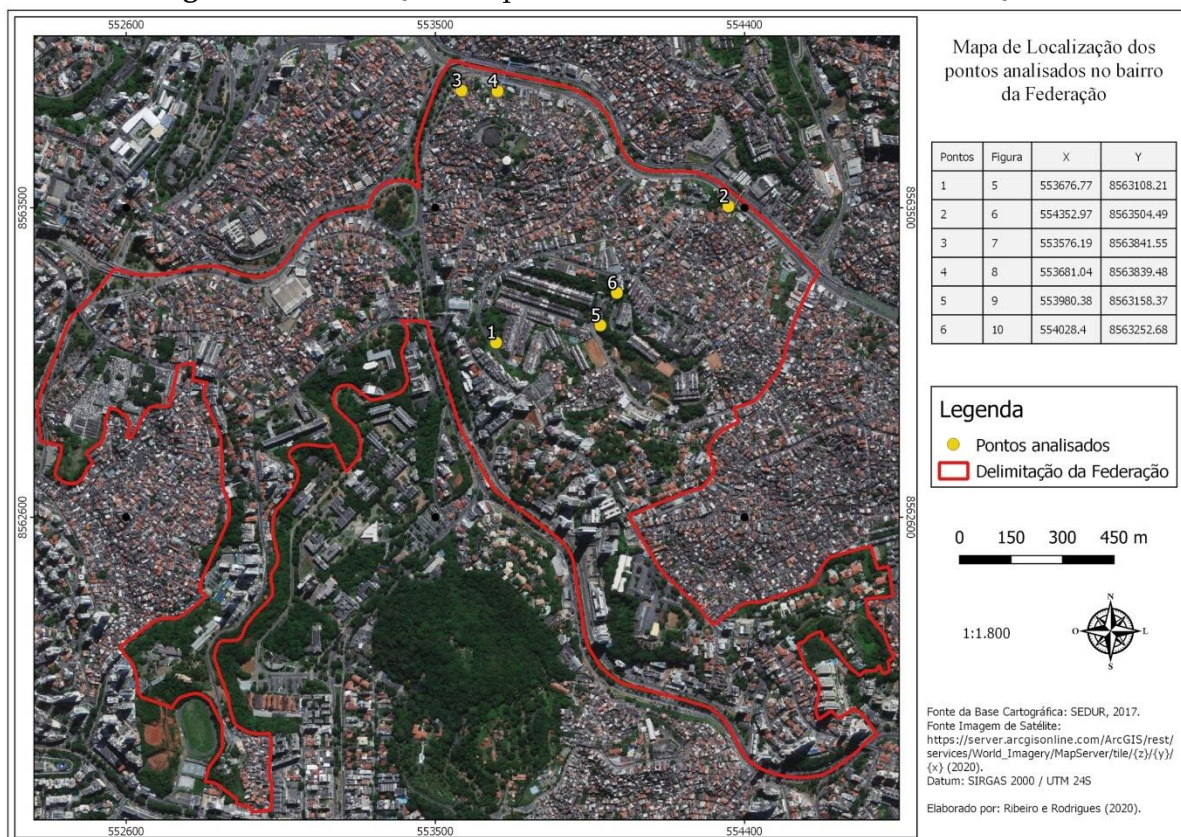 552600 553500 554400
8563500 8563500
8562600 8562600
3 4
2
6
5
1
552600 553500 554400
Mapa de Localização dos
pontos analisados no bairro
da Federação
Pontos Figura X Y
1 5 553676.77 8563108.21
2 6 554352.97 8563504.49
3 7 553576.19 8563841.55
4 8 553681.04 8563839.48
5 9 553980.38 8563158.37
6 10 554028.4 8563252.68
Legenda
Pontos analisados
Delimitação da Federação
0 150 300 450 m
1:1.800
N
O L
S
Fonte da Base Cartográfica: SEDUR, 2017.
Fonte Imagem de Satélite:
https://server.arcgisonline.com/ArcGIS/rest/
services/World_Imagery/MapServer/tile/{z}/{y}/
{x} (2020).
Datum: SIRGAS 2000 / UTM 24S
Elaborado por: Ribeiro e Rodrigues (2020).